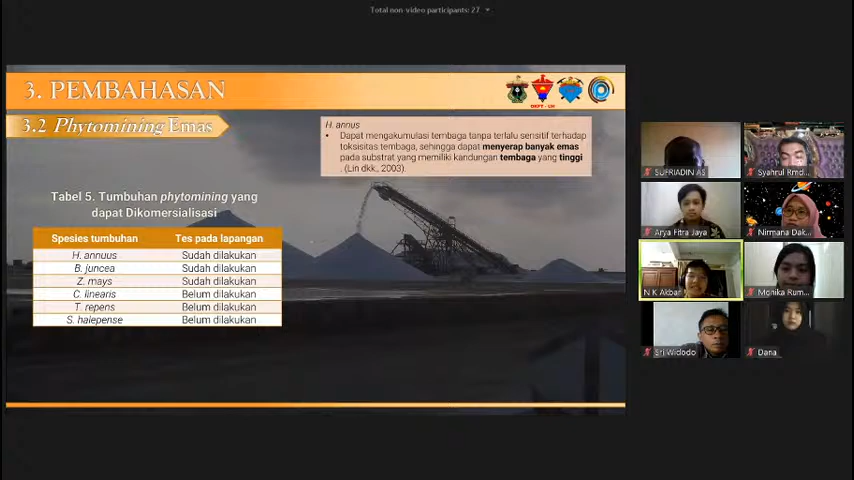 Total non-video participants: 27
3. PEMBAHASAN
3.2 Phytomining Emas
Tabel 5. Tumbuhan phytomining yang
dapat Dikomersialisasi
Spesies tumbuhan Tes pada lapangan
H. annuus Sudah dilakukan
B. juncea Sudah dilakukan
Z. mays Sudah dilakukan
C. linearis Belum dilakukan
T. repens Belum dilakukan
S. halepense Belum dilakukan
H. annus
• Dapat mengakumulasi tembaga tanpa terlalu sensitif terhadap
toksisitas tembaga, sehingga dapat menyerap banyak emas
pada substrat yang memiliki kandungan tembaga yang tinggi
. (Lin dkk., 2003).
SUFRIADIN AS
Syahrul Rmd...
Arya Fitra Jaya
Nirmana Dak...
N K Akbar
Monika Rum...
Sri Widodo
Dana